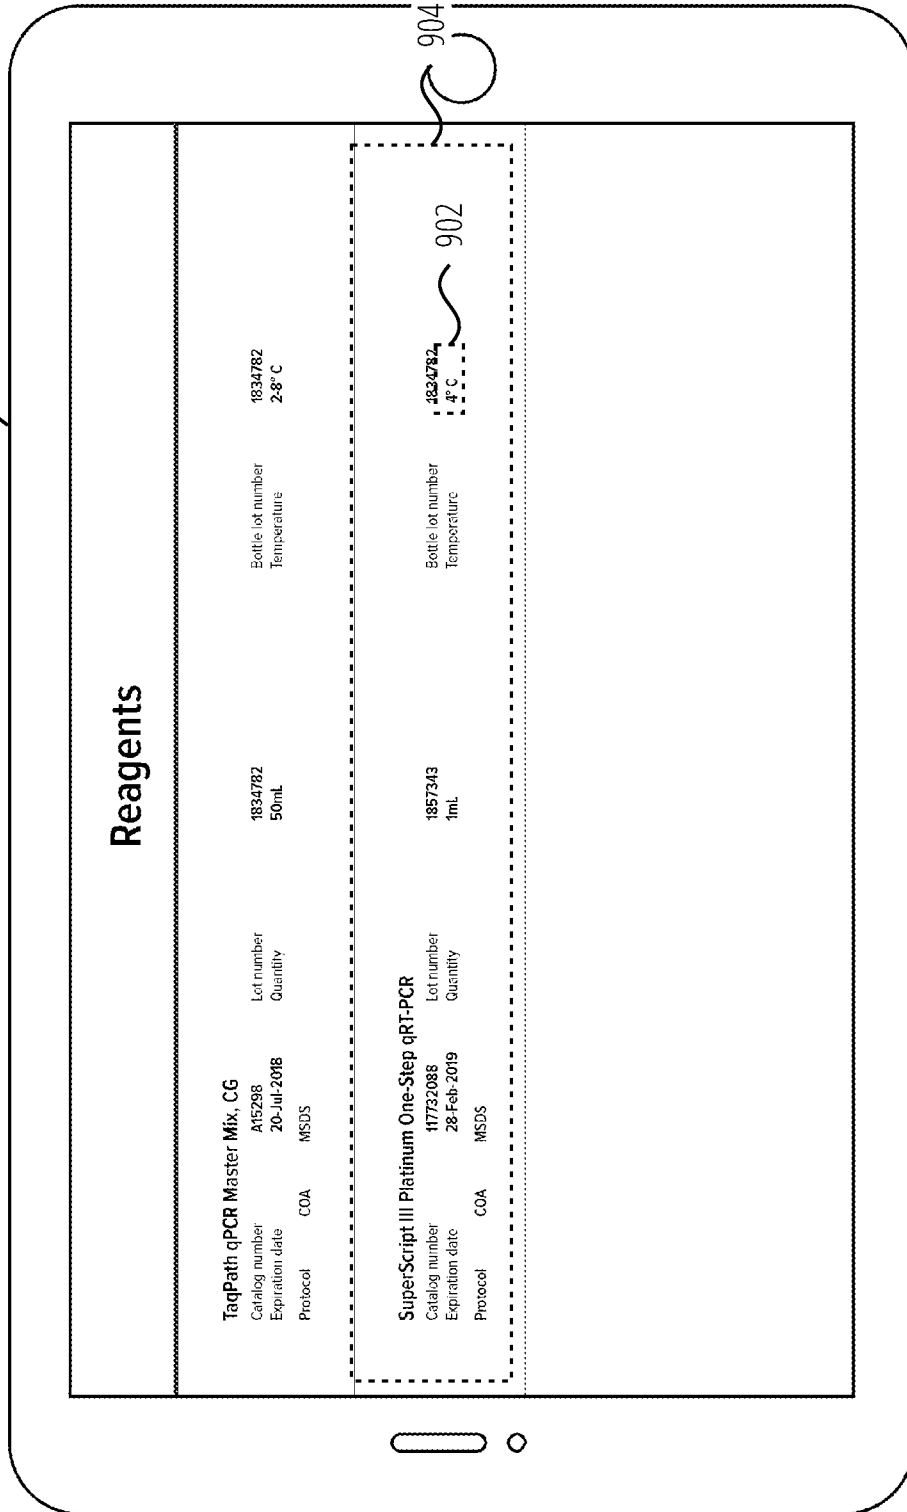 Reagents
TaqPath qPCR Master Mix, CG
Catalog number A15298 Lot number 1834782 Bottle lot number 1834782
Expiration date 20-Jul-2018 Quantity 50mL Temperature 2-8° C
Protocol COA MSDS
SuperScript III Platinum One-Step qRT-PCR
Catalog number 117732088 Lot number 1857343 Bottle lot number 1834782
Expiration date 28-Feb-2019 Quantity 1mL Temperature 4° C
Protocol COA MSDS
902
904